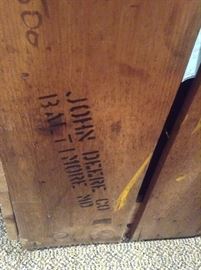 JOHN DEERE CO
BALTIMORE MD